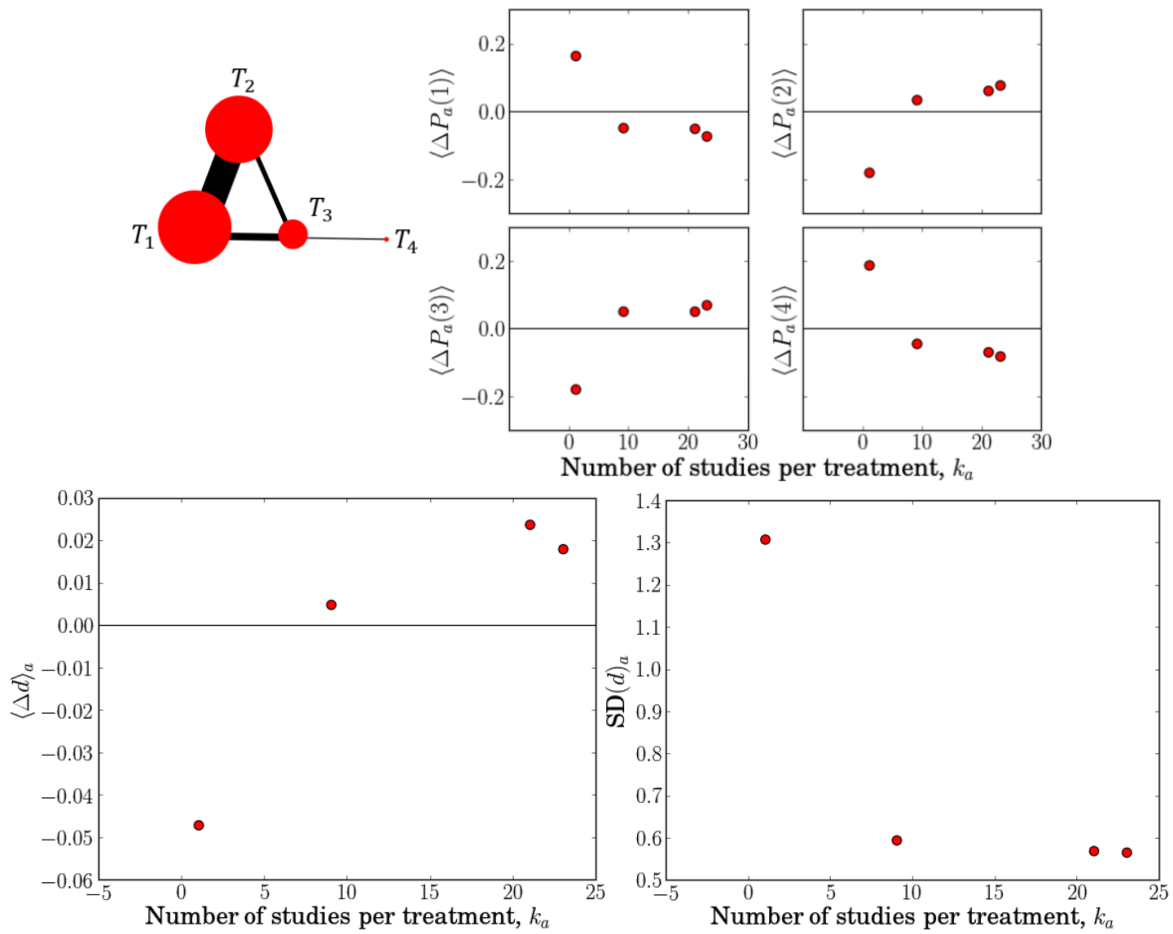 T₂
T₁
T₃
T₄
⟨ΔPₐ(1)⟩
0.2
0.0
−0.2
⟨ΔPₐ(2)⟩
⟨ΔPₐ(3)⟩
0.2
0.0
−0.2
⟨ΔPₐ(4)⟩
0 10 20 30
0 10 20 30
Number of studies per treatment, kₐ
⟨Δd⟩ₐ
0.03
0.02
0.01
0.00
−0.01
−0.02
−0.03
−0.04
−0.05
−0.06
−5 0 5 10 15 20 25
Number of studies per treatment, kₐ
SD(d)ₐ
1.4
1.3
1.2
1.1
1.0
0.9
0.8
0.7
0.6
0.5
−5 0 5 10 15 20 25
Number of studies per treatment, kₐ